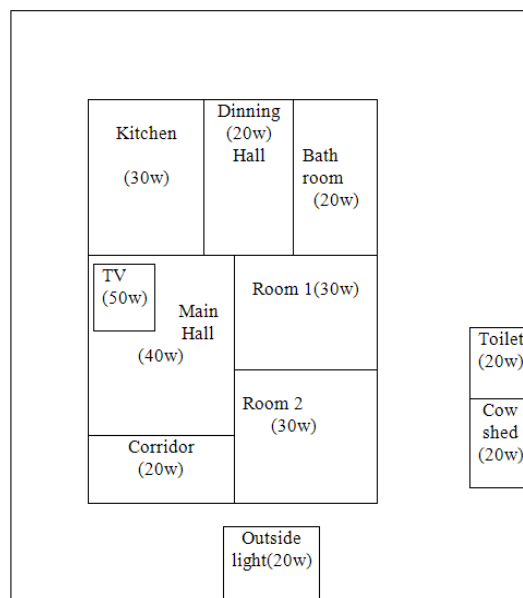 Kitchen
(30w)
Dinning
(20w)
Hall
Bath
room
(20w)
TV
(50w)
Main
Hall
(40w)
Room 1(30w)
Room 2
(30w)
Corridor
(20w)
Toilet
(20w)
Cow
shed
(20w)
Outside
light(20w)